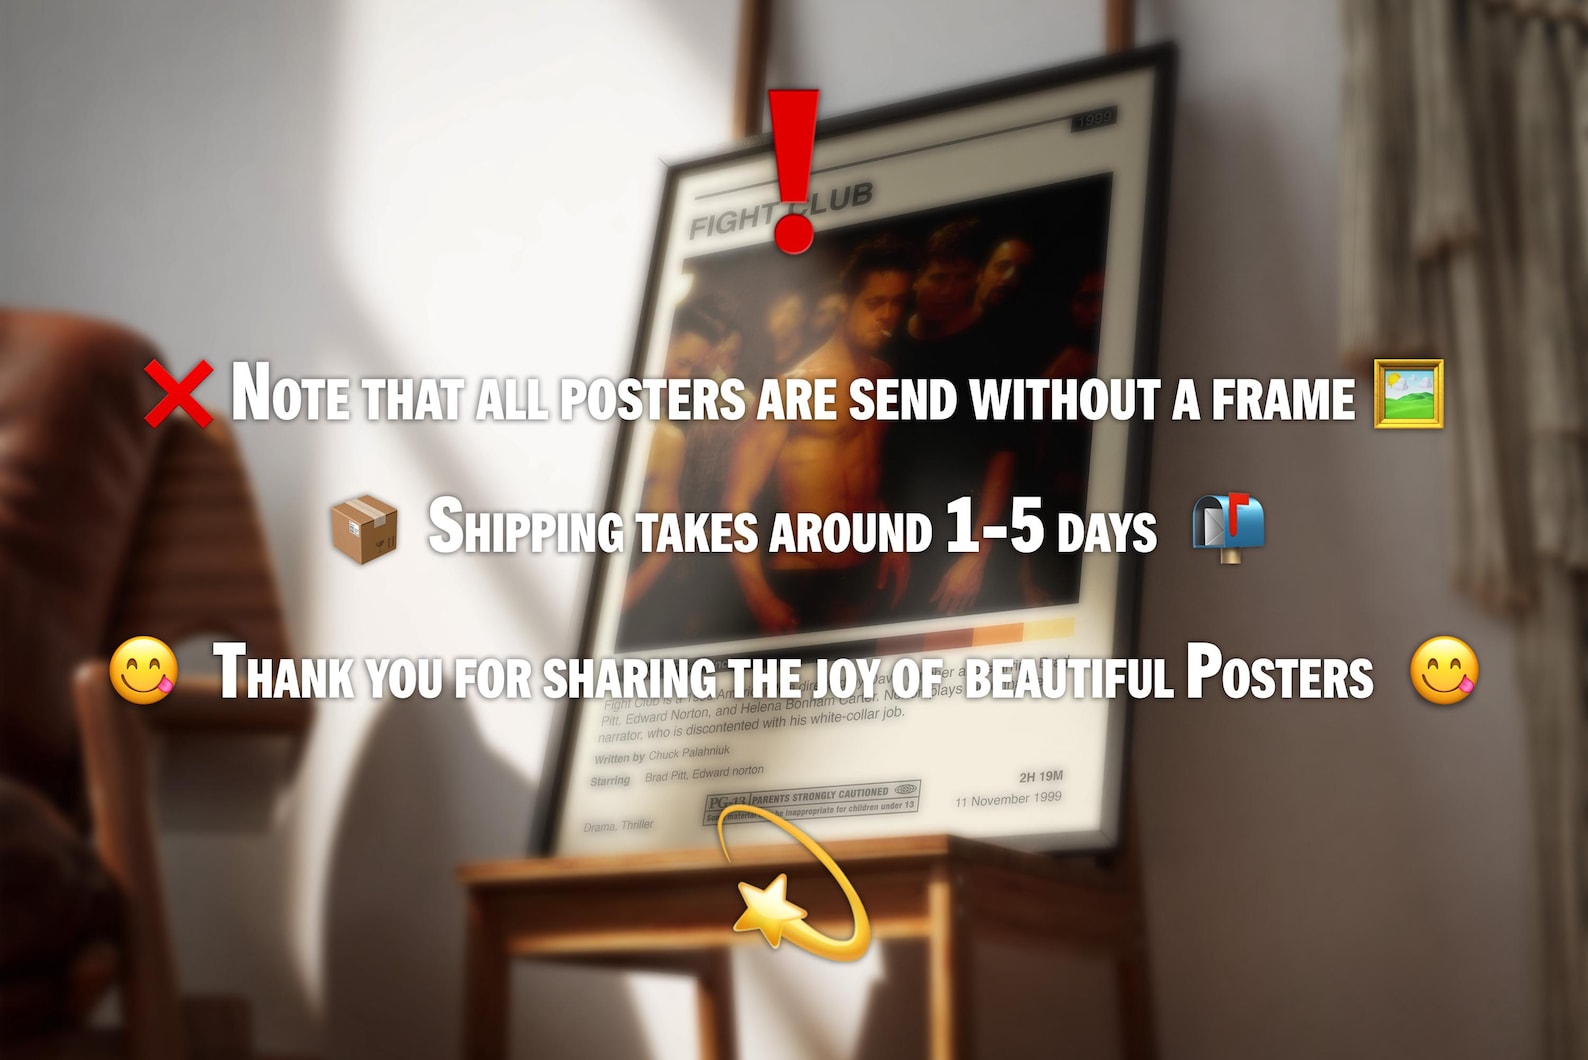 1999
FIGHT CLUB
❌ NOTE THAT ALL POSTERS ARE SEND WITHOUT A FRAME 🖼️
📦 SHIPPING TAKES AROUND 1-5 DAYS 📬
😋 THANK YOU FOR SHARING THE JOY OF BEAUTIFUL POSTERS 😋
Fight Club is a
Pitt, Edward Norton, and Helena Bonham Carter. plays
narrator, who is discontented with his white-collar job.
Written by Chuck Palahniuk
Starring Brad Pitt, Edward norton
PG-13 PARENTS STRONGLY CAUTIONED
be inappropriate for children under 13
2H 19M
11 November 1999
Drama, Thriller